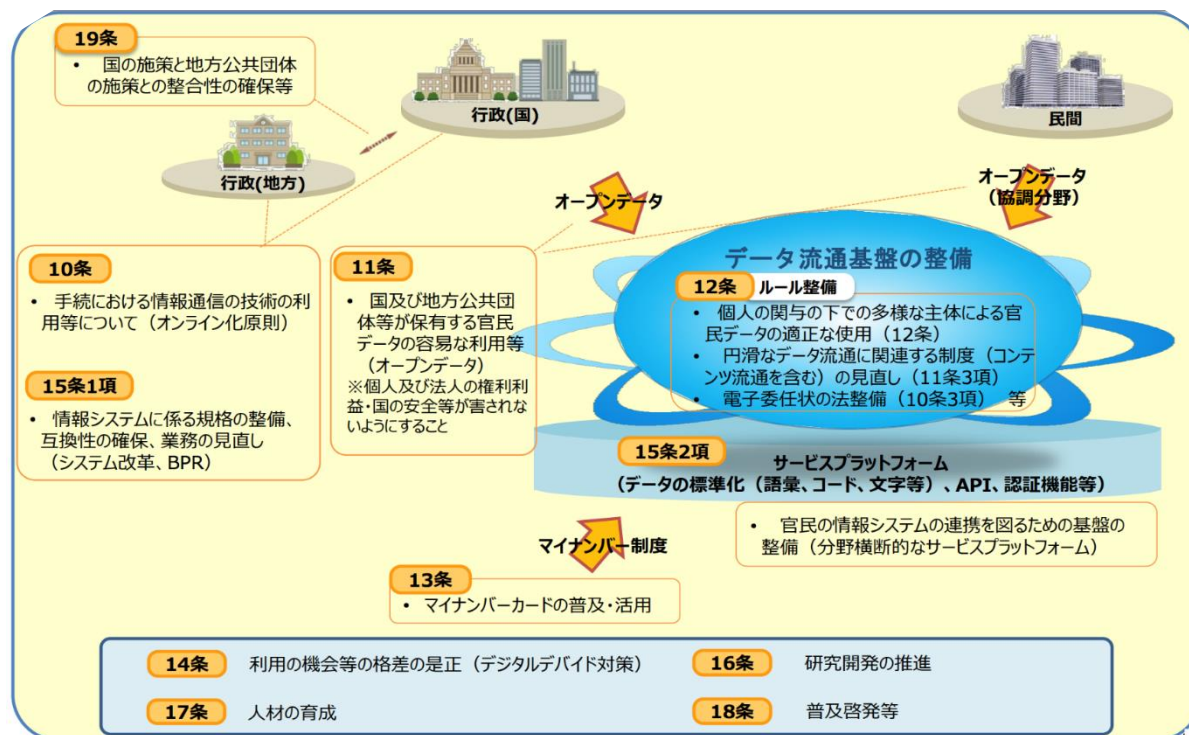 19条
• 国の施策と地方公共団体
の施策との整合性の確保等
行政(国)
民間
行政(地方)
オープンデータ
オープンデータ
(協調分野)
10条
• 手続における情報通信の技術の利
用等について（オンライン化原則）
15条1項
• 情報システムに係る規格の整備、
互換性の確保、業務の見直し
（システム改革、BPR）
11条
• 国及び地方公共団
体等が保有する官民
データの容易な利用等
（オープンデータ）
※個人及び法人の権利利
益・国の安全等が害されな
いようにすること
データ流通基盤の整備
12条 ルール整備
• 個人の関与の下での多様な主体による官
民データの適正な使用（12条）
• 円滑なデータ流通に関連する制度（コンテ
ンツ流通を含む）の見直し（11条3項）
• 電子委任状の法整備（10条3項） 等
15条2項
サービスプラットフォーム
(データの標準化（語彙、コード、文字等）、API、認証機能等)
• 官民の情報システムの連携を図るための基盤の
整備（分野横断的なサービスプラットフォーム）
マイナンバー制度
13条
• マイナンバーカードの普及・活用
14条 利用の機会等の格差の是正（デジタルデバイド対策）
16条 研究開発の推進
17条 人材の育成
18条 普及啓発等